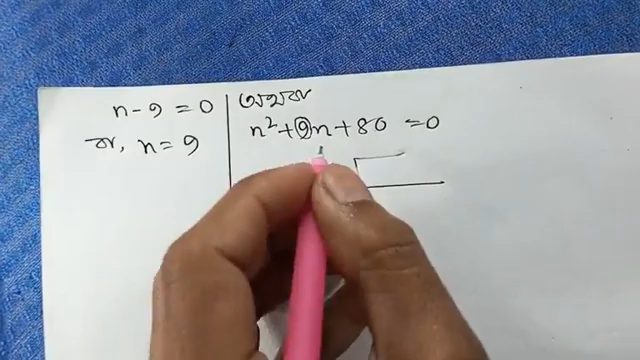 n - 9 = 0
বা, n = 9
অথবা
n² + 9n + 80 = 0